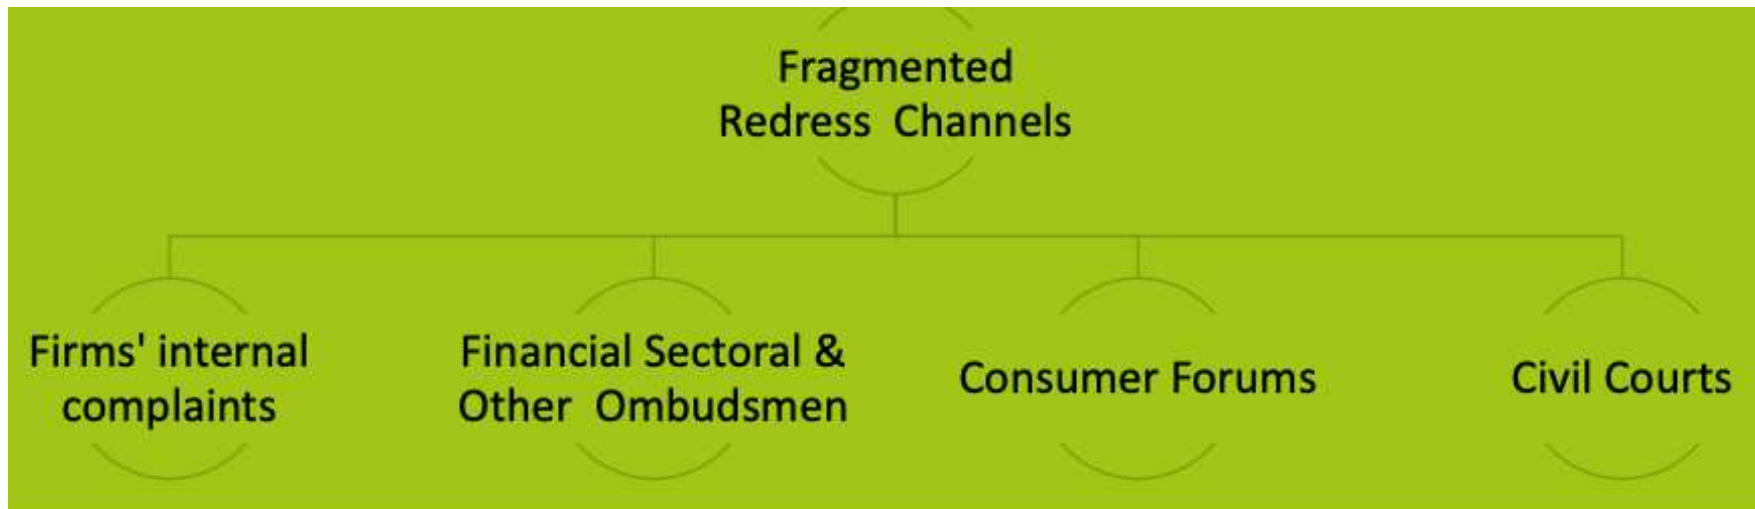 Fragmented
Redress Channels
Firms' internal
complaints
Financial Sectoral &
Other Ombudsmen
Consumer Forums
Civil Courts